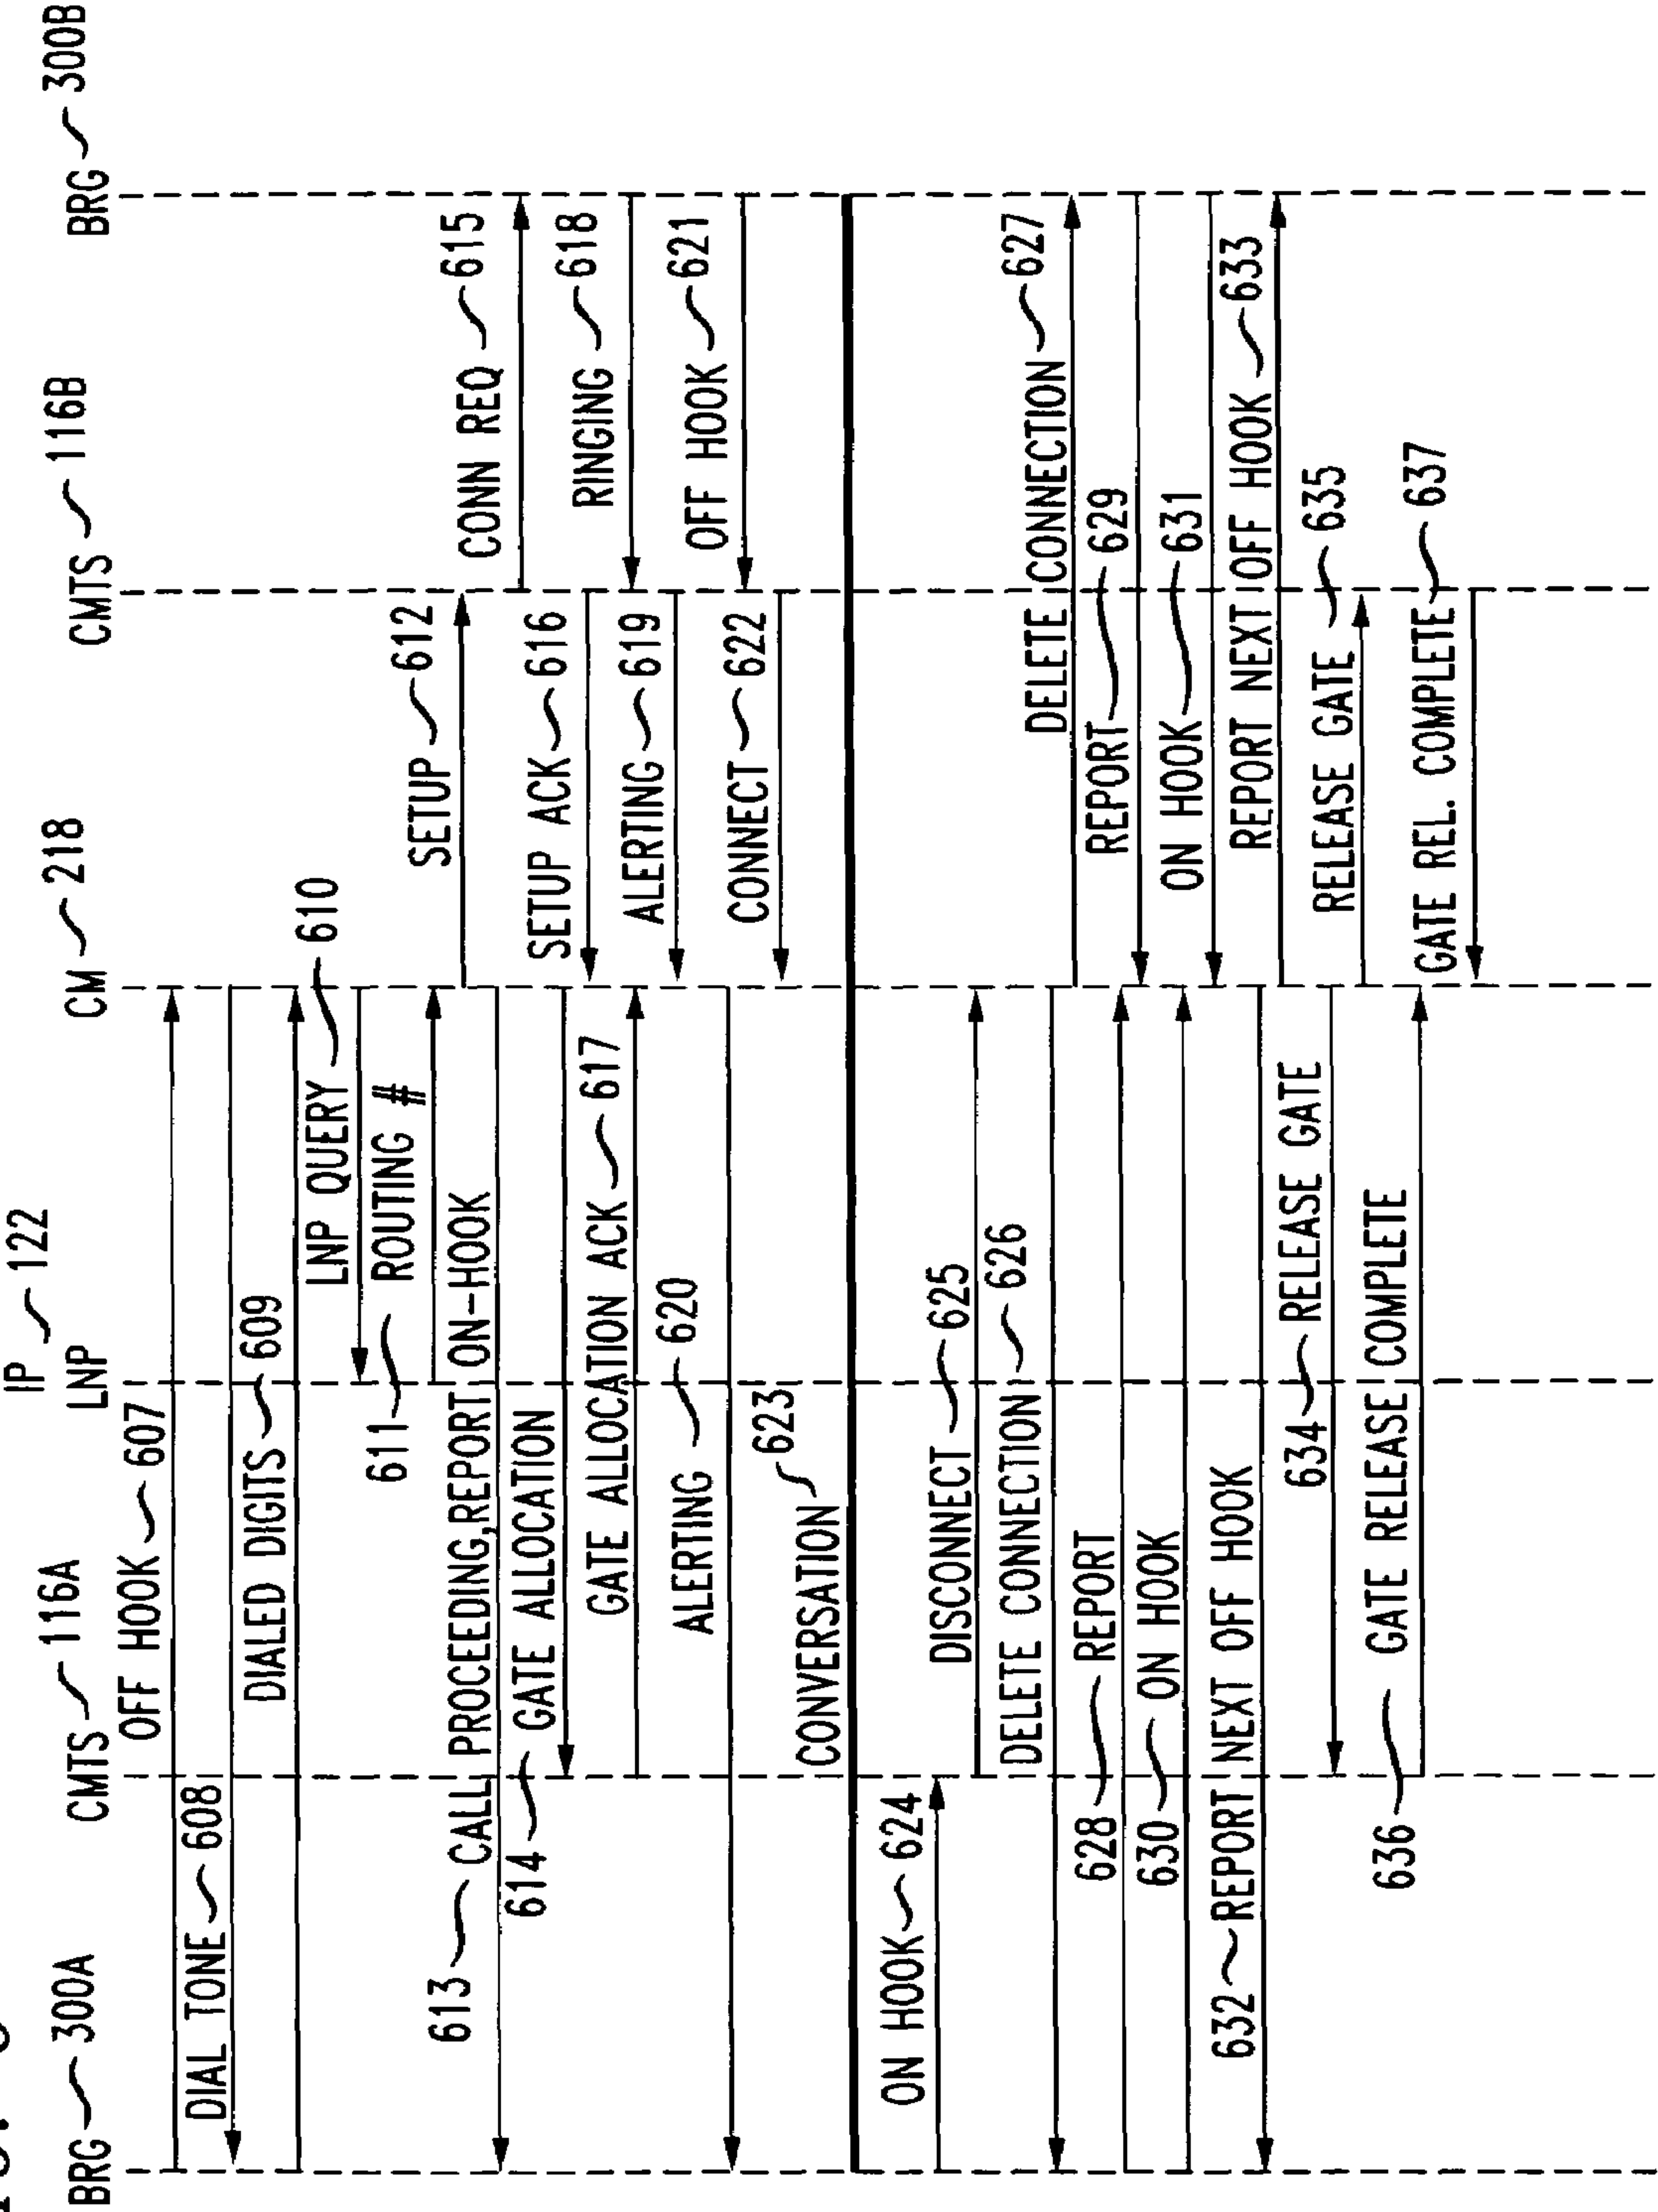 BRG 300A
CMTS 116A
IP 122
LNP
CM 218
CMTS 116B
BRG 300B
OFF HOOK 607
DIAL TONE 608
DIALED DIGITS 609
LNP QUERY 610
611 ROUTING #
SETUP 612
613 CALL PROCEEDING,REPORT ON-HOOK
CONN REQ 615
614 GATE ALLOCATION
SETUP ACK 616
GATE ALLOCATION ACK 617
RINGING 618
ALERTING 619
ALERTING 620
OFF HOOK 621
CONNECT 622
CONVERSATION 623
ON HOOK 624
DISCONNECT 625
DELETE CONNECTION 626
DELETE CONNECTION 627
628 REPORT
REPORT 629
630 ON HOOK
ON HOOK 631
632 REPORT NEXT OFF HOOK
REPORT NEXT OFF HOOK 633
634 RELEASE GATE
RELEASE GATE 635
636 GATE RELEASE COMPLETE
GATE REL. COMPLETE 637